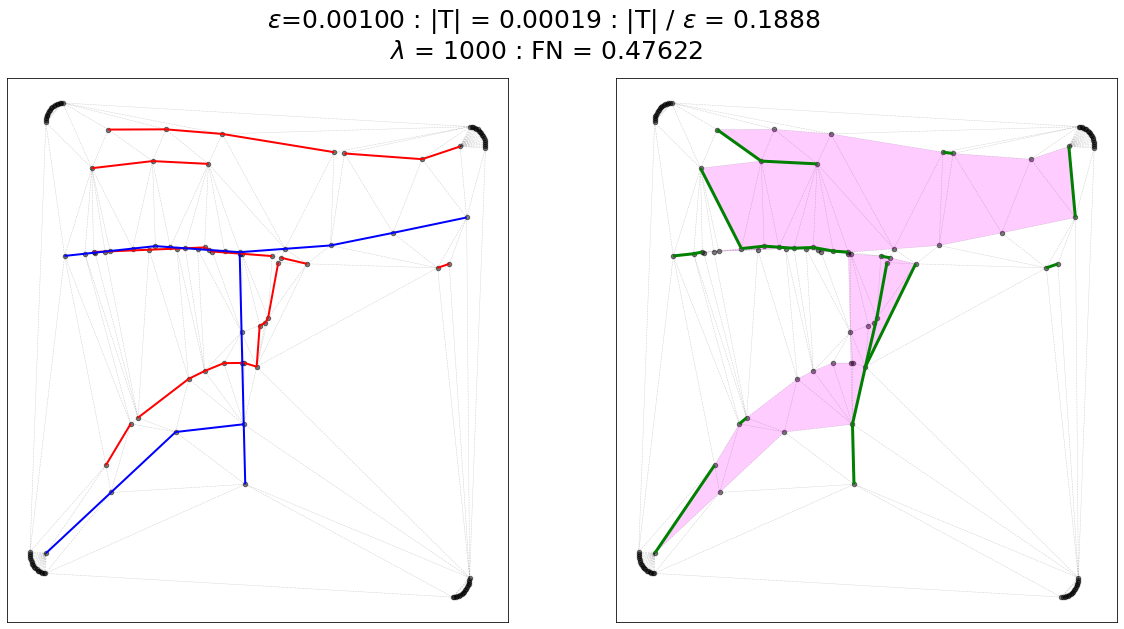 ε=0.00100 : |T| = 0.00019 : |T| / ε = 0.1888
λ = 1000 : FN = 0.47622